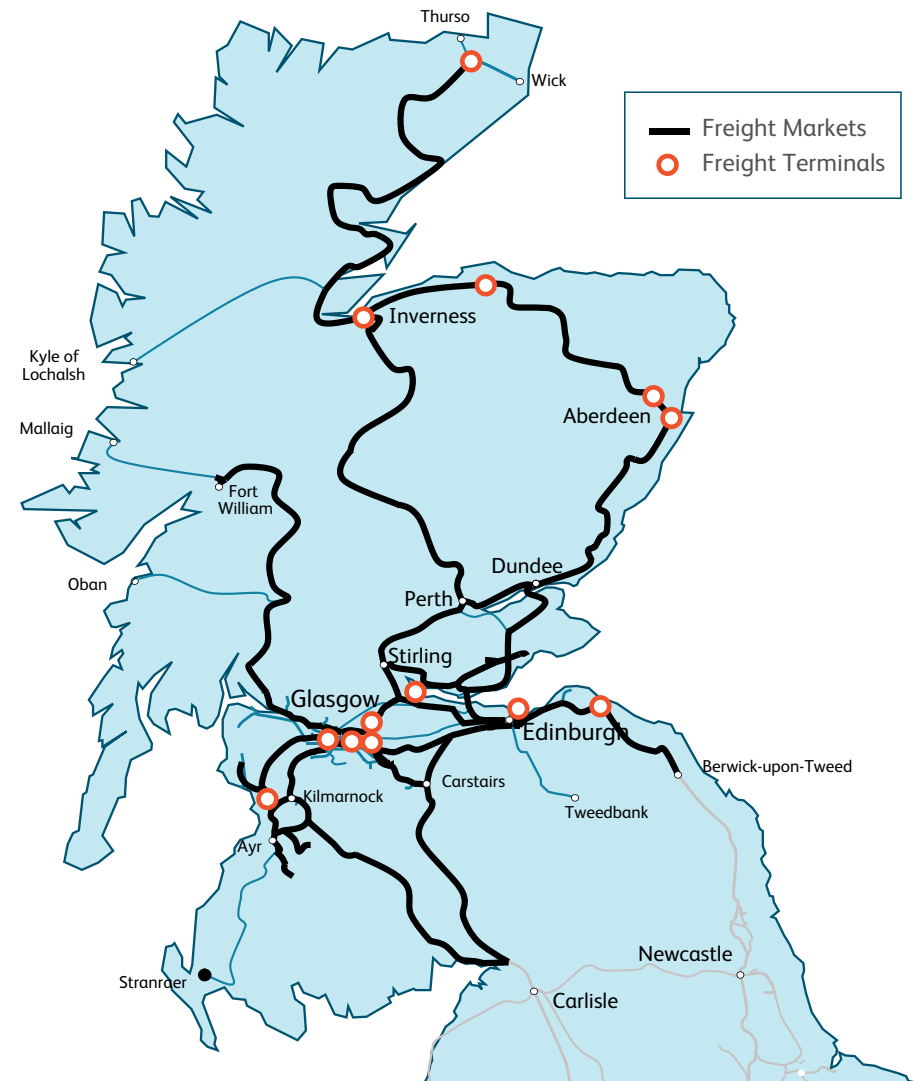 Thurso
Wick
Freight Markets
Freight Terminals
Inverness
Kyle of
Lochalsh
Aberdeen
Mallaig
Fort
William
Dundee
Oban
Perth
Stirling
Glasgow
Edinburgh
Berwick-upon-Tweed
Carstairs
Kilmarnock
Tweedbank
Ayr
Newcastle
Stranraer
Carlisle